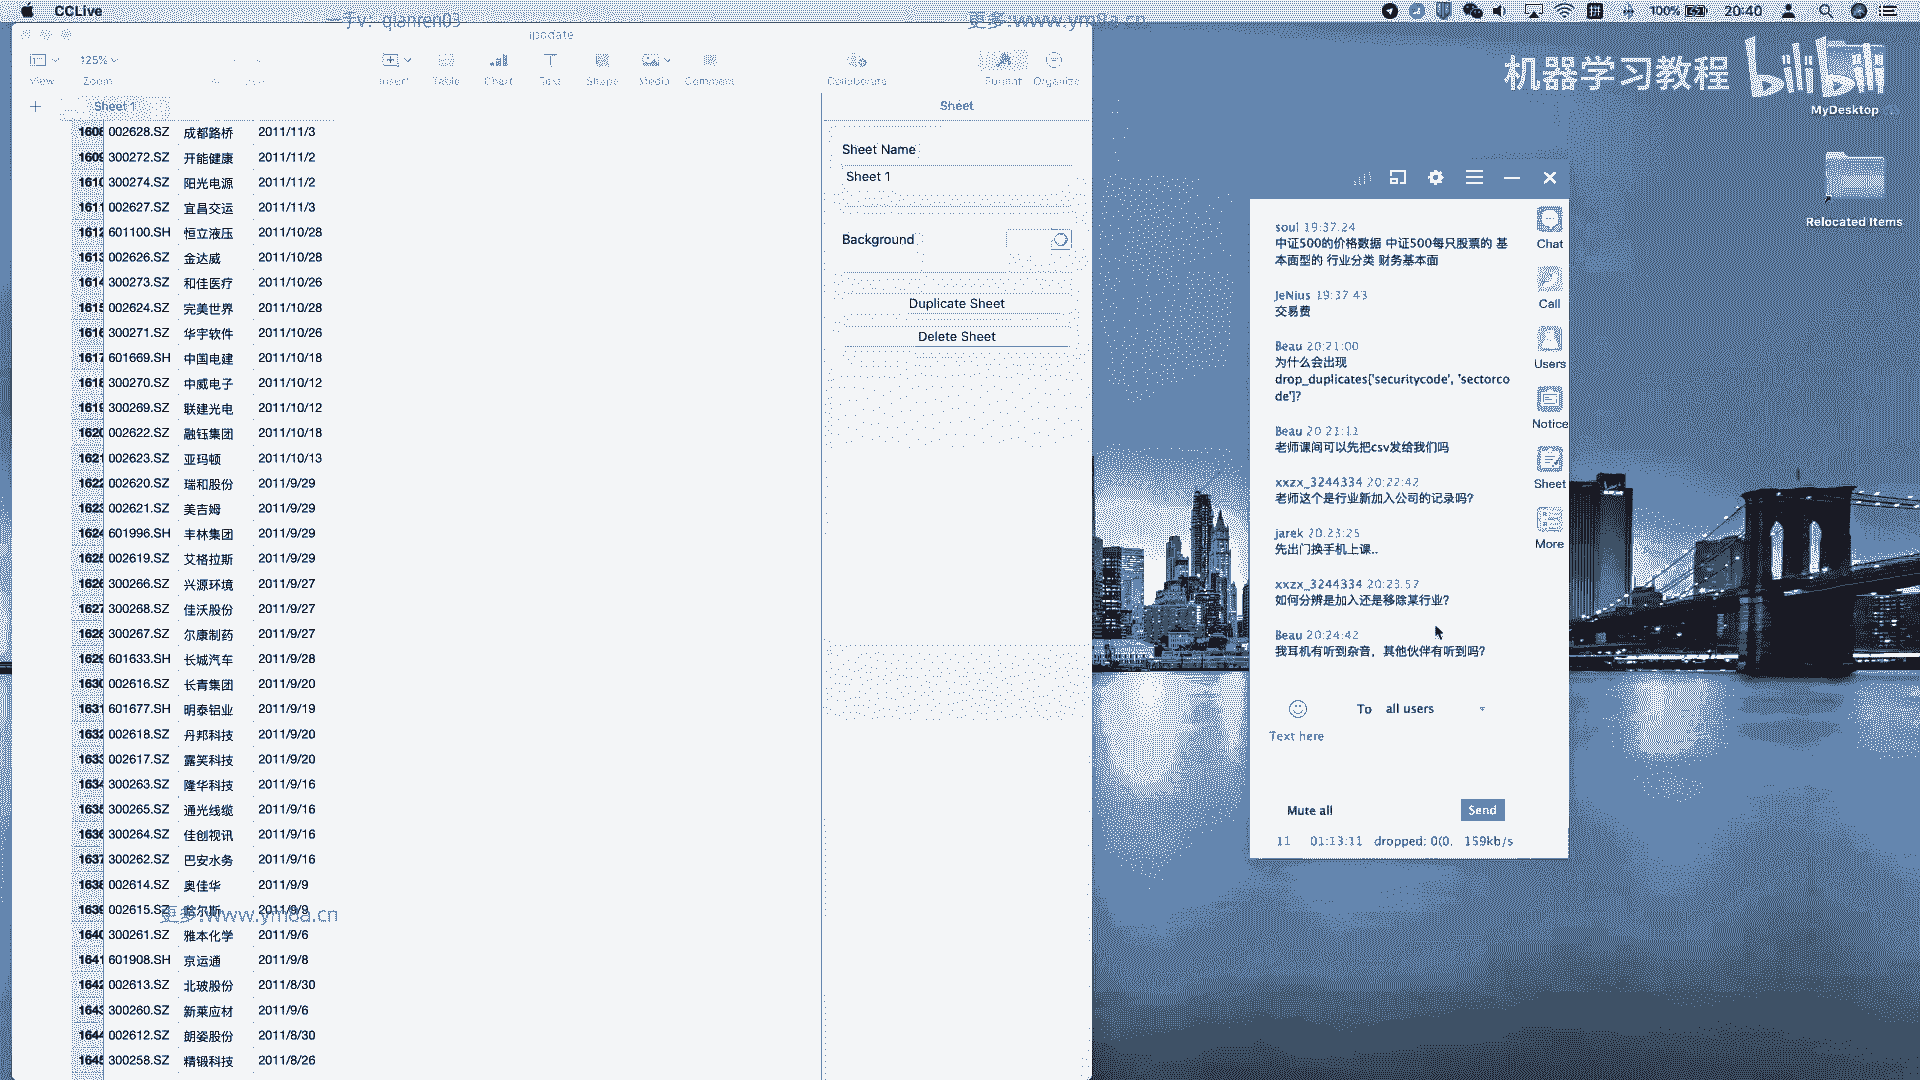 CCLive
一手v：qianren03
更多:www.ym8a.cn
100%
20:40
ipodate
125%
View
Zoom
Insert
Table
Chart
Text
Shape
Media
Comment
Collaborate
Format
Organize
Sheet 1
Sheet
1608 002628.SZ 成都路桥 2011/11/3
1609 300272.SZ 开能健康 2011/11/2
1610 300274.SZ 阳光电源 2011/11/2
1611 002627.SZ 宜昌交运 2011/11/3
1612 601100.SH 恒立液压 2011/10/28
1613 002626.SZ 金达威 2011/10/28
1614 300273.SZ 和佳医疗 2011/10/26
1615 002624.SZ 完美世界 2011/10/28
1616 300271.SZ 华宇软件 2011/10/26
1617 601669.SH 中国电建 2011/10/18
1618 300270.SZ 中威电子 2011/10/12
1619 300269.SZ 联建光电 2011/10/12
1620 002622.SZ 融钰集团 2011/10/18
1621 002623.SZ 亚玛顿 2011/10/13
1622 002620.SZ 瑞和股份 2011/9/29
1623 002621.SZ 美吉姆 2011/9/29
1624 601996.SH 丰林集团 2011/9/29
1625 002619.SZ 艾格拉斯 2011/9/29
1626 300266.SZ 兴源环境 2011/9/27
1627 300268.SZ 佳沃股份 2011/9/27
1628 300267.SZ 尔康制药 2011/9/27
1629 601633.SH 长城汽车 2011/9/28
1630 002616.SZ 长青集团 2011/9/20
1631 601677.SH 明泰铝业 2011/9/19
1632 002618.SZ 丹邦科技 2011/9/20
1633 002617.SZ 露笑科技 2011/9/20
1634 300263.SZ 隆华科技 2011/9/16
1635 300265.SZ 通光线缆 2011/9/16
1636 300264.SZ 佳创视讯 2011/9/16
1637 300262.SZ 巴安水务 2011/9/16
1638 002614.SZ 奥佳华 2011/9/9
1639 002615.SZ 哈尔斯 2011/9/9
更多:www.ym8a.cn
1640 300261.SZ 雅本化学 2011/9/6
1641 601908.SH 京运通 2011/9/8
1642 002613.SZ 北玻股份 2011/8/30
1643 300260.SZ 新莱应材 2011/9/6
1644 002612.SZ 朗姿股份 2011/8/30
1645 300258.SZ 精锻科技 2011/8/26
Sheet Name
Sheet 1
Background
Duplicate Sheet
Delete Sheet
机器学习教程 bilibili
MyDesktop
Relocated Items
soul 19:37:24
中证500的价格数据 中证500每只股票的 基
本面型的 行业分类 财务基本面
JeNius 19:37:43
交易费
Beau 20:21:00
为什么会出现
drop_duplicates['securitycode', 'sectorco
de']?
Beau 20:21:11
老师课间可以先把csv发给我们吗
xxzx_3244334 20:22:42
老师这个是行业新加入公司的记录吗?
jarek 20:23:25
先出门换手机上课..
xxzx_3244334 20:23:57
如何分辨是加入还是移除某行业?
Beau 20:24:42
我耳机有听到杂音，其他伙伴有听到吗?
Chat
Call
Users
Notice
Sheet
More
To all users
Text here
Mute all
Send
11 01:13:11 dropped: 0(0, 159kb/s